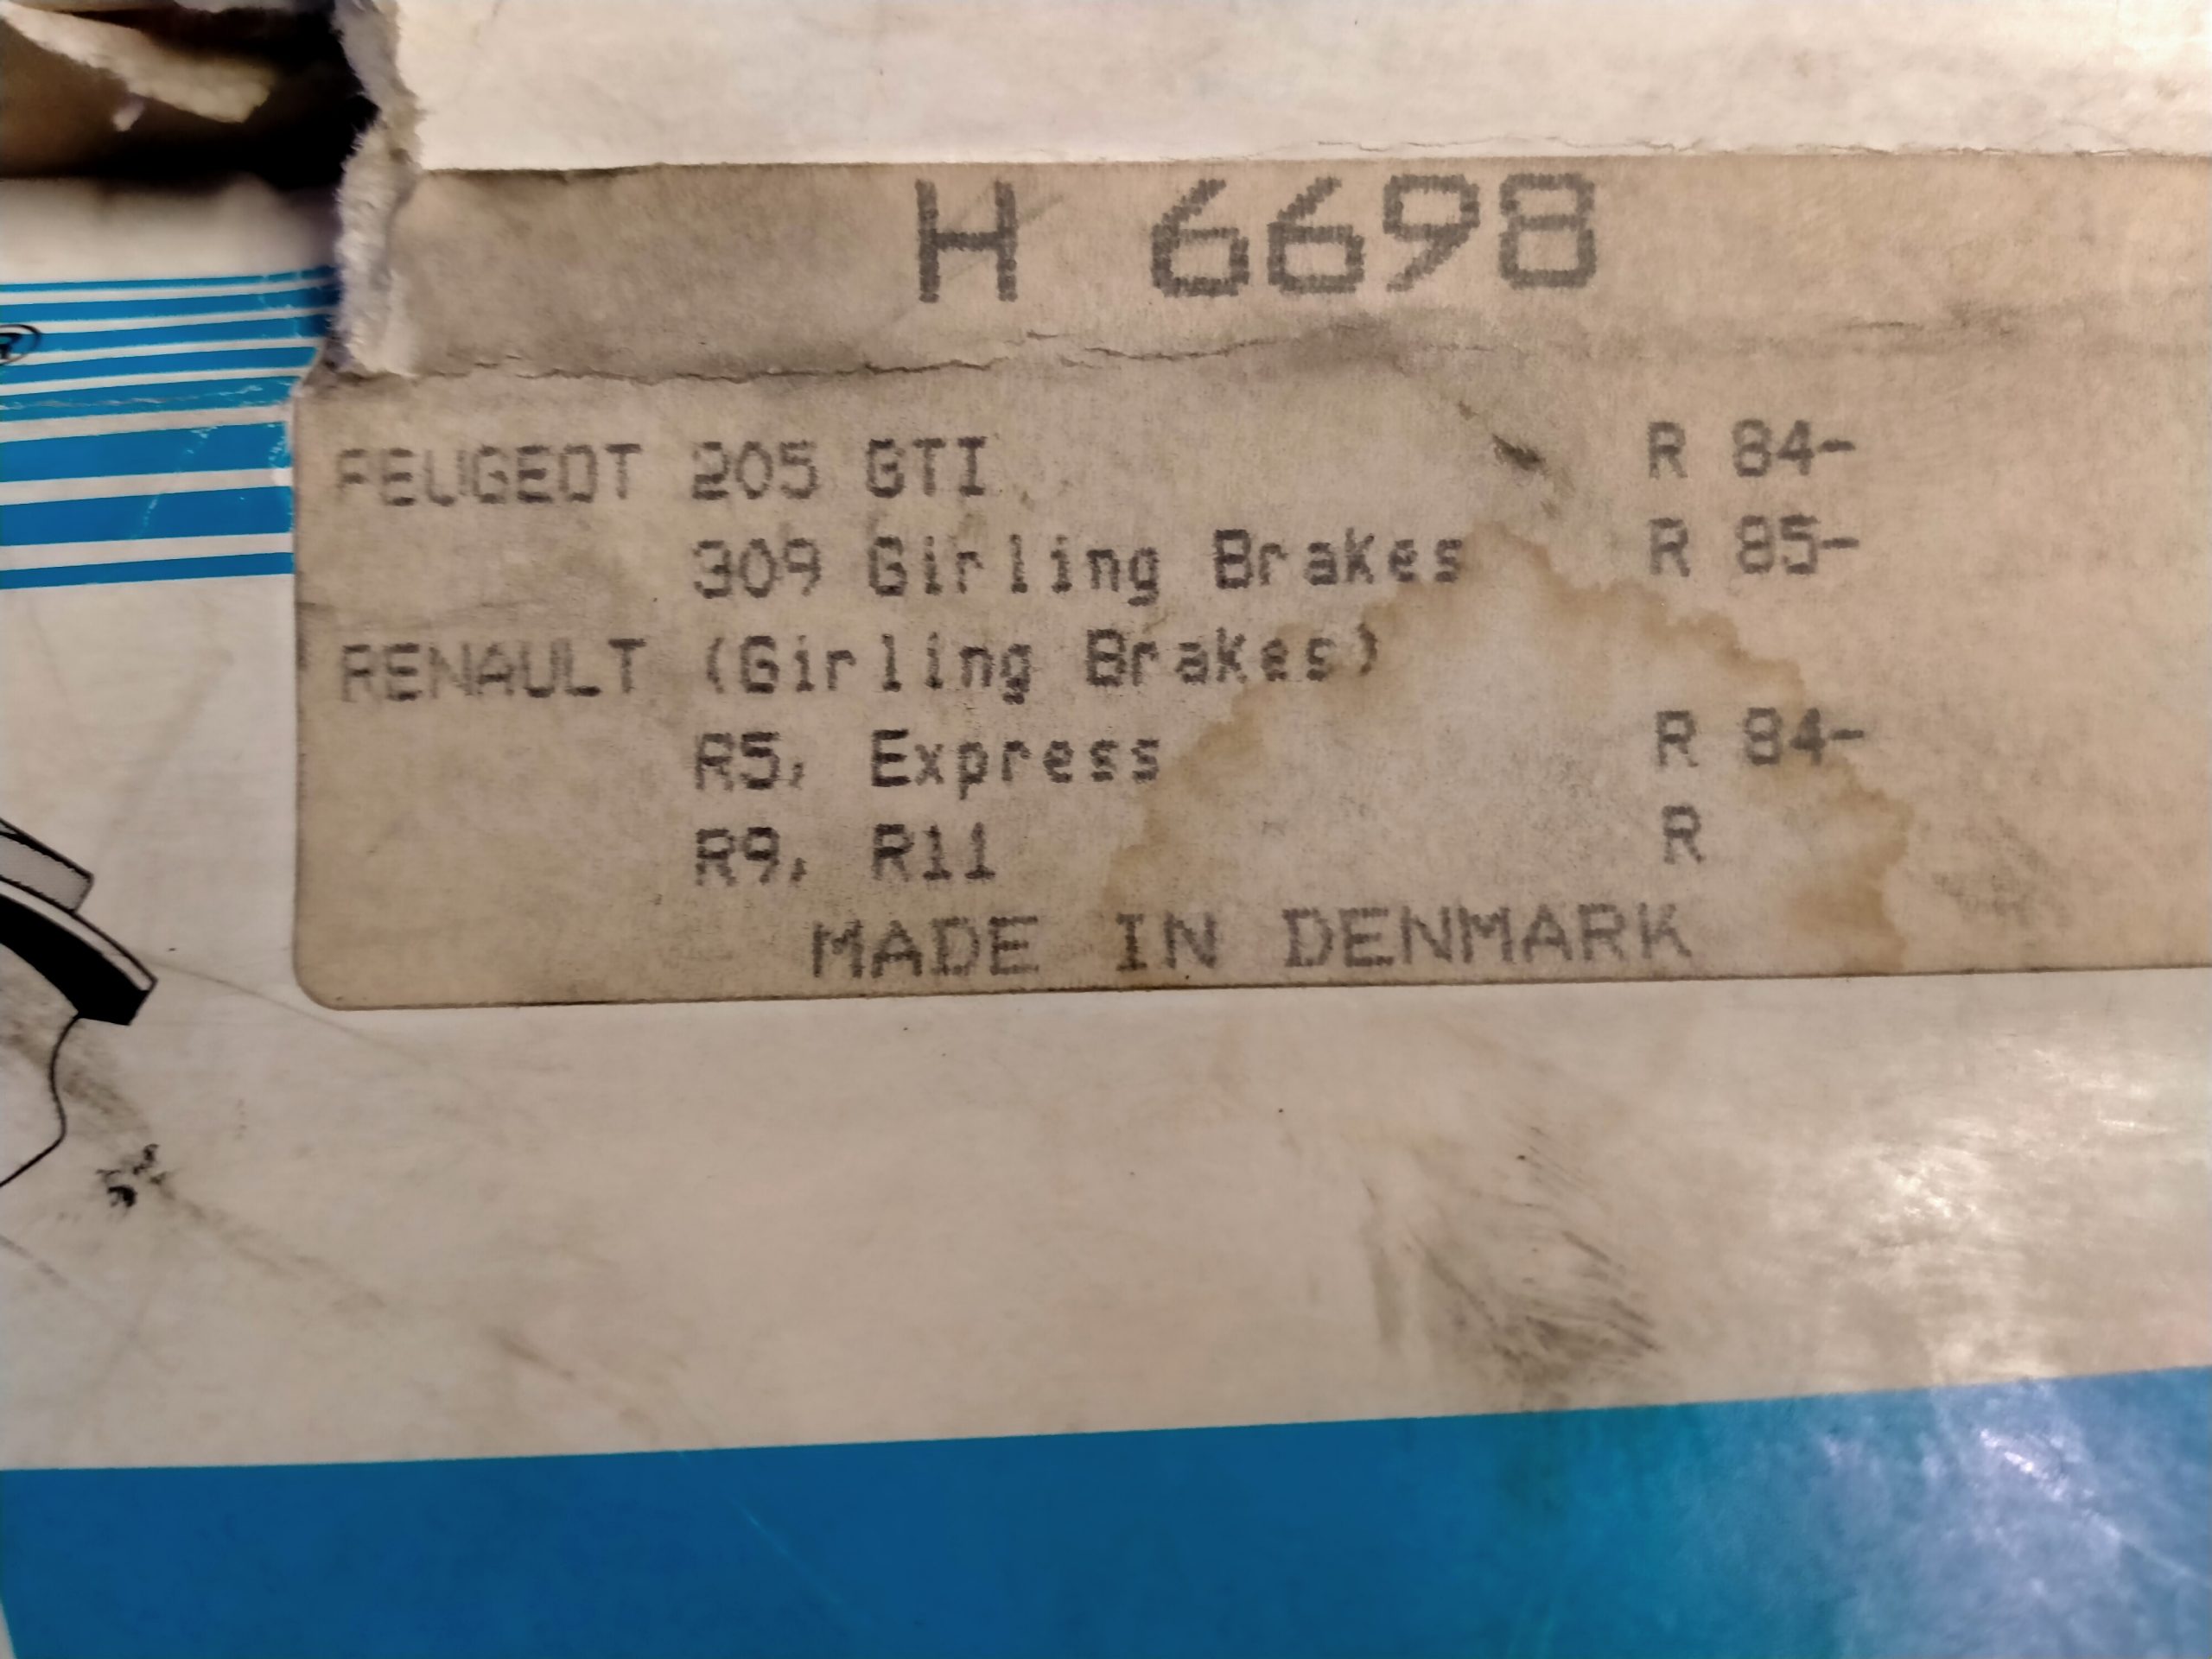 H 6698
®
PEUGEOT 205 GTI R 84-
309 Girling Brakes R 85-
RENAULT (Girling Brakes)
R5, Express R 84-
R9, R11 R
MADE IN DENMARK